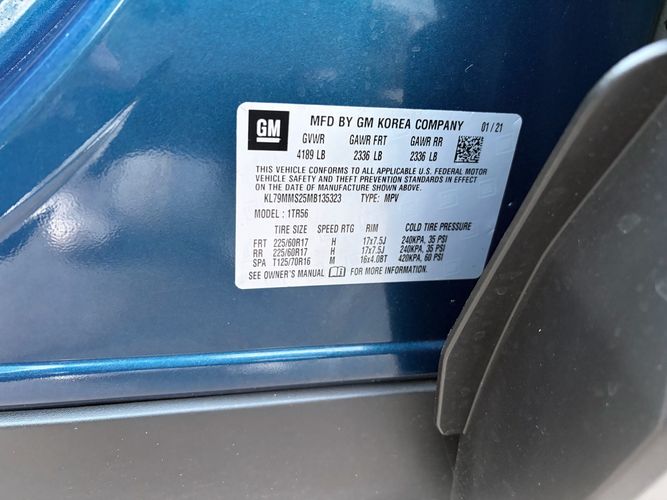 GM MFD BY GM KOREA COMPANY 01 / 21
GVWR GAWR FRT GAWR RR
4189 LB 2336 LB 2336 LB
THIS VEHICLE CONFORMS TO ALL APPLICABLE U.S. FEDERAL MOTOR
VEHICLE SAFETY AND THEFT PREVENTION STANDARDS IN EFFECT
ON THE DATE OF MANUFACTURE SHOWN ABOVE.
KL79MMS25MB135323 TYPE: MPV
MODEL : 1TR56
TIRE SIZE SPEED RTG RIM COLD TIRE PRESSURE
FRT 225/60R17 H 17x7.5J 240KPA, 35 PSI
RR 225/60R17 H 17x7.5J 240KPA, 35 PSI
SPA T125/70R16 M 16x4.0BT 420KPA, 60 PSI
SEE OWNER'S MANUAL FOR MORE INFORMATION.